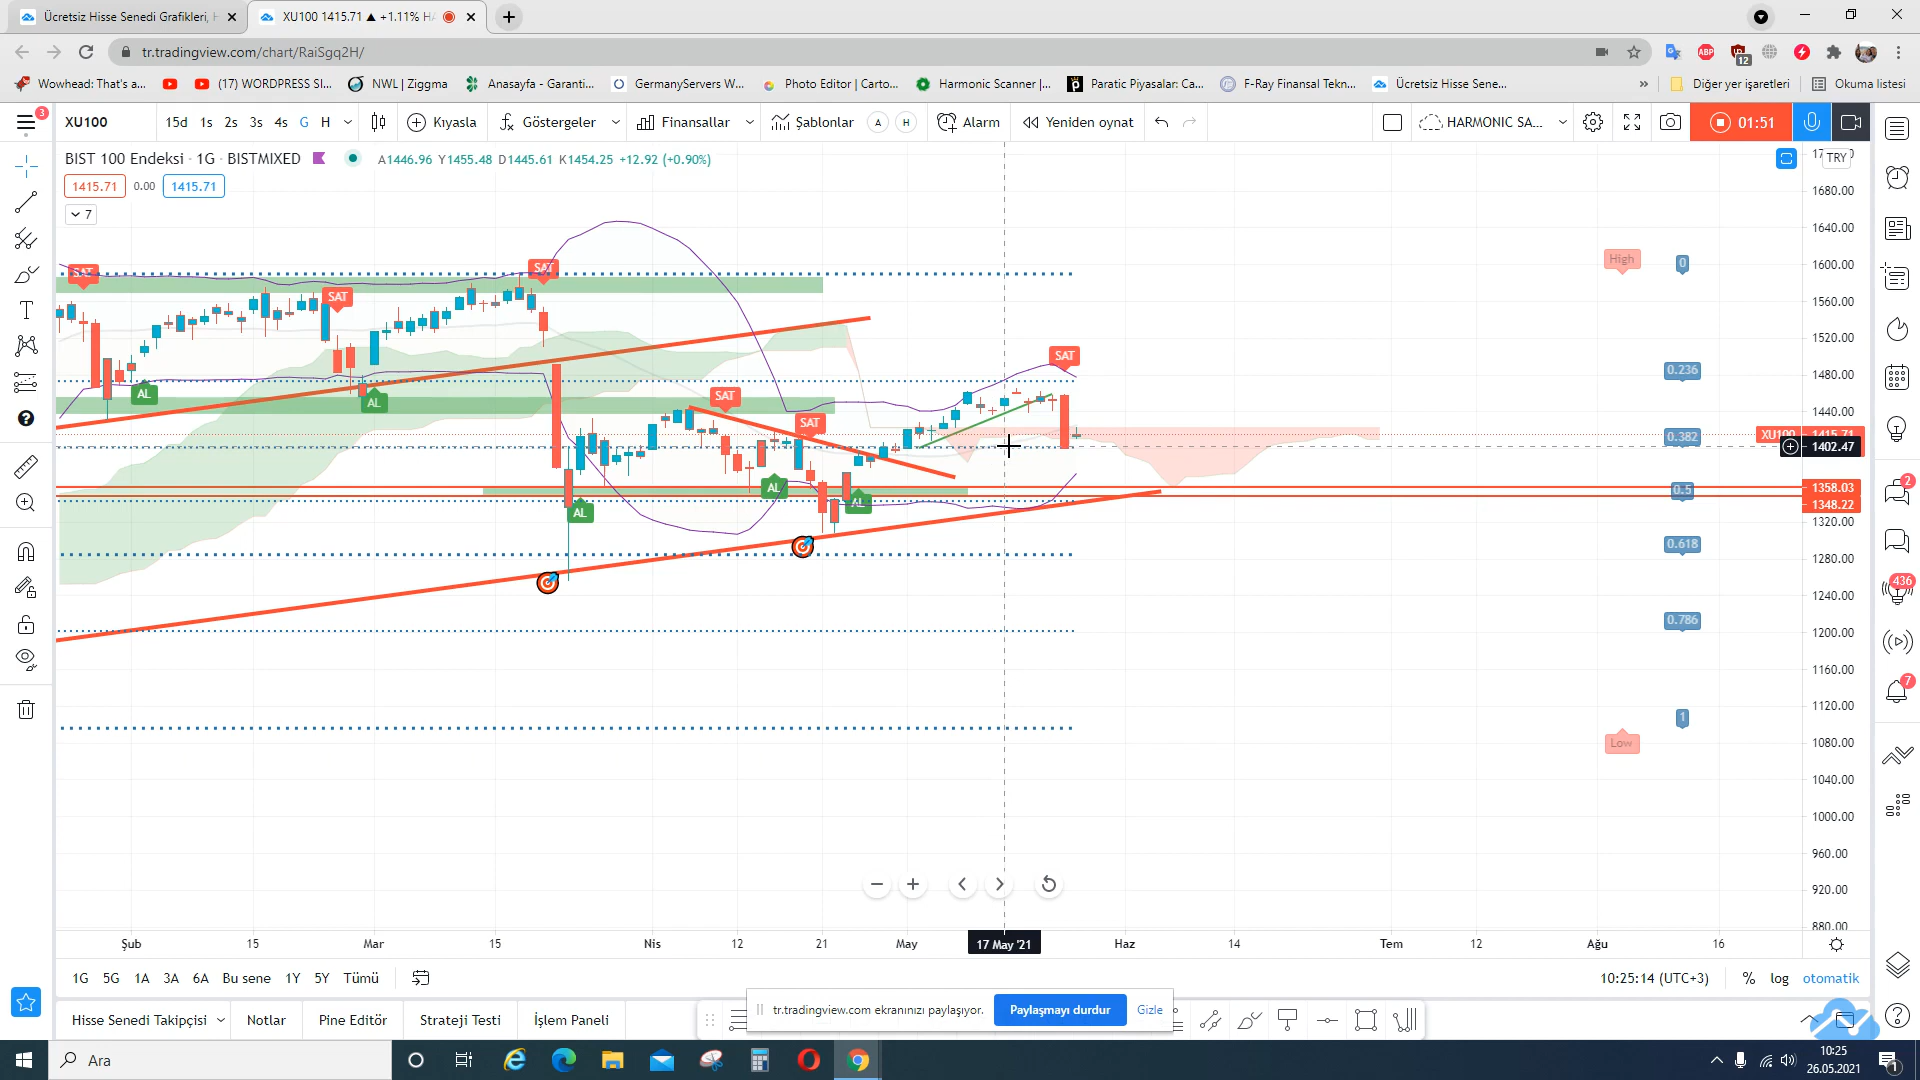 Ücretsiz Hisse Senedi Grafikleri, H
XU100 1415.71 ▲ +1.11% HA
tr.tradingview.com/chart/RaiSgq2H/
ABP
12
Wowhead: That's a...
(17) WORDPRESS Sİ...
NWL | Ziggma
Anasayfa - Garanti...
GermanyServers W...
Photo Editor | Carto...
Harmonic Scanner |...
Paratic Piyasalar: Ca...
F-Ray Finansal Tekn...
Ücretsiz Hisse Sene...
»
Diğer yer işaretleri
Okuma listesi
3
XU100
15d
1s
2s
3s
4s
G
H
Kıyasla
Göstergeler
Finansallar
Şablonlar
A
H
Alarm
Yeniden oynat
HARMONIC SA...
01:51
BIST 100 Endeksi · 1G · BISTMIXED
A1446.96 Y1455.48 D1445.61 K1454.25 +12.92 (+0.90%)
1415.71
0.00
1415.71
7
TRY
1680.00
1640.00
1600.00
1560.00
1520.00
1480.00
1440.00
XU100
1415.71
1402.47
1358.03
1348.22
1320.00
1280.00
1240.00
1200.00
1160.00
1120.00
1080.00
1040.00
1000.00
960.00
920.00
880.00
SAT
SAT
SAT
SAT
SAT
SAT
AL
AL
AL
AL
AL
High
Low
0
0.236
0.382
0.5
0.618
0.786
1
2
436
7
Şub
15
Mar
15
Nis
12
21
May
17 May '21
Haz
14
Tem
12
Ağu
16
1G
5G
1A
3A
6A
Bu sene
1Y
5Y
Tümü
10:25:14 (UTC+3)
%
log
otomatik
Hisse Senedi Takipçisi
Notlar
Pine Editör
Strateji Testi
İşlem Paneli
tr.tradingview.com ekranınızı paylaşıyor.
Paylaşmayı durdur
Gizle
Ara
10:25
26.05.2021
1